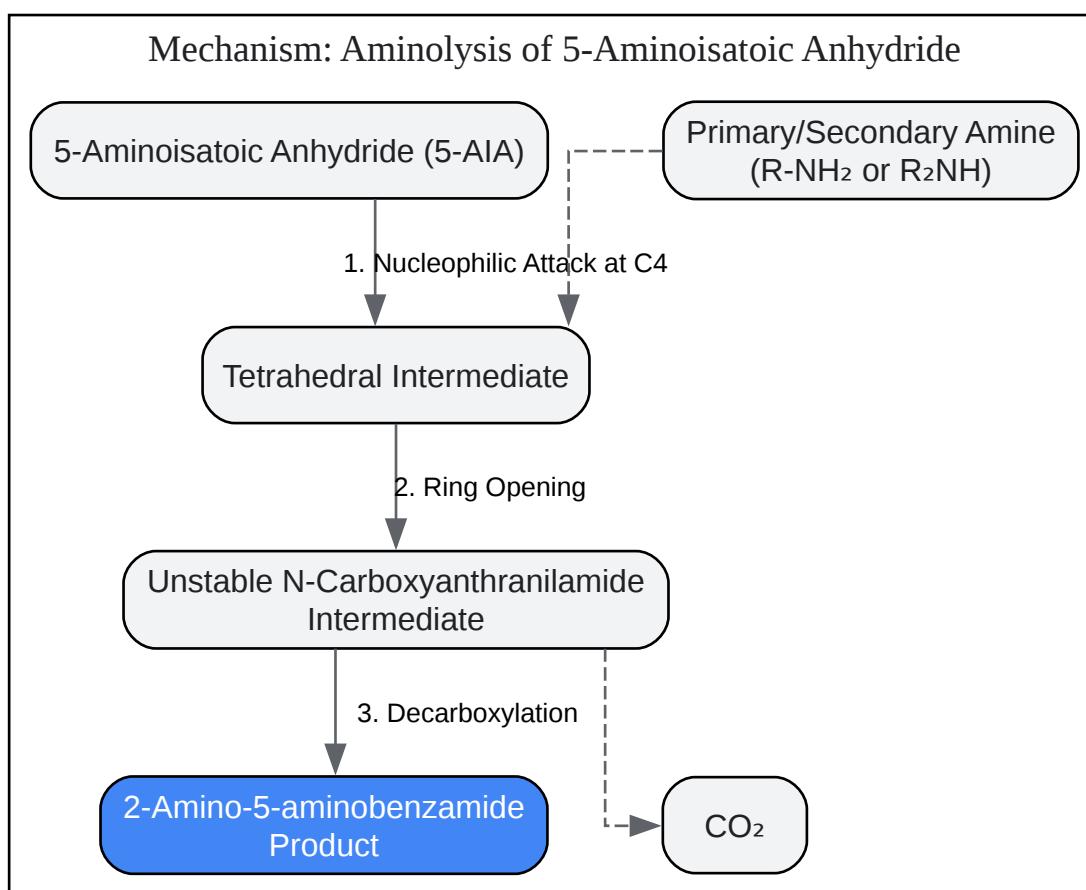 Mechanism: Aminolysis of 5-Aminoisatoic Anhydride
5-Aminoisatoic Anhydride (5-AIA)
Primary/Secondary Amine
(R-NH₂ or R₂NH)
1. Nucleophilic Attack at C4
Tetrahedral Intermediate
2. Ring Opening
Unstable N-Carboxyanthranilamide
Intermediate
3. Decarboxylation
2-Amino-5-aminobenzamide
Product
CO₂